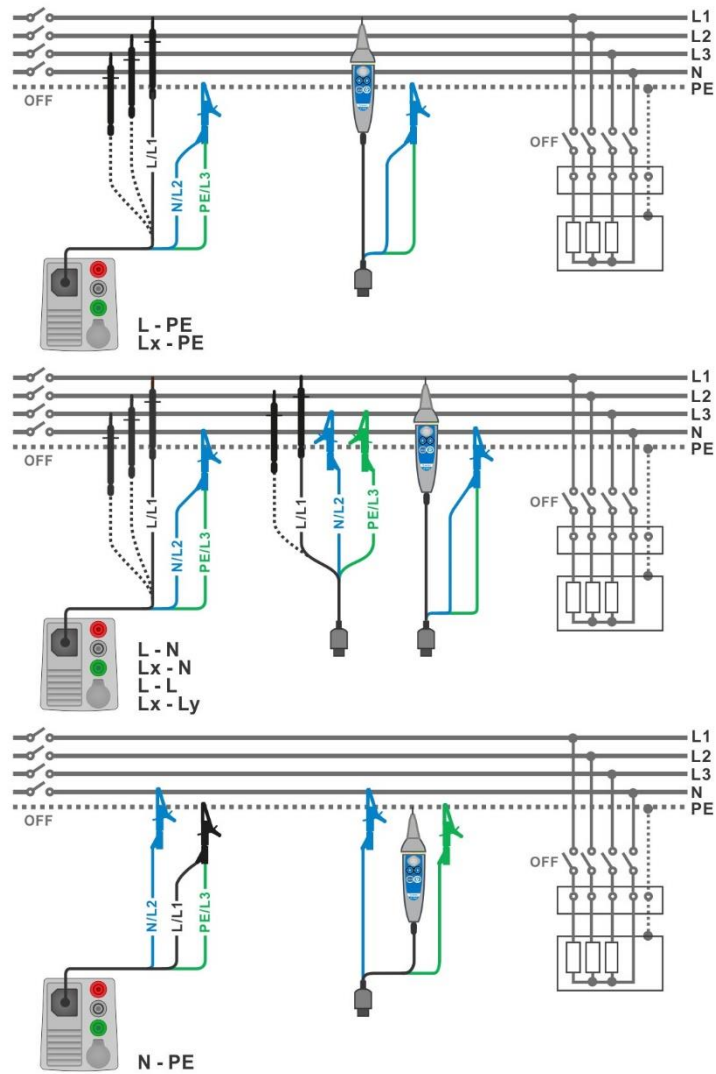 L1
L2
L3
N
PE
OFF
OFF
L/L1
N/L2
PE/L3
L - PE
Lx - PE
L1
L2
L3
N
PE
OFF
OFF
L/L1
N/L2
PE/L3
L/L1
N/L2
PE/L3
L - N
Lx - N
L - L
Lx - Ly
L1
L2
L3
N
PE
OFF
OFF
N/L2
L/L1
PE/L3
N - PE